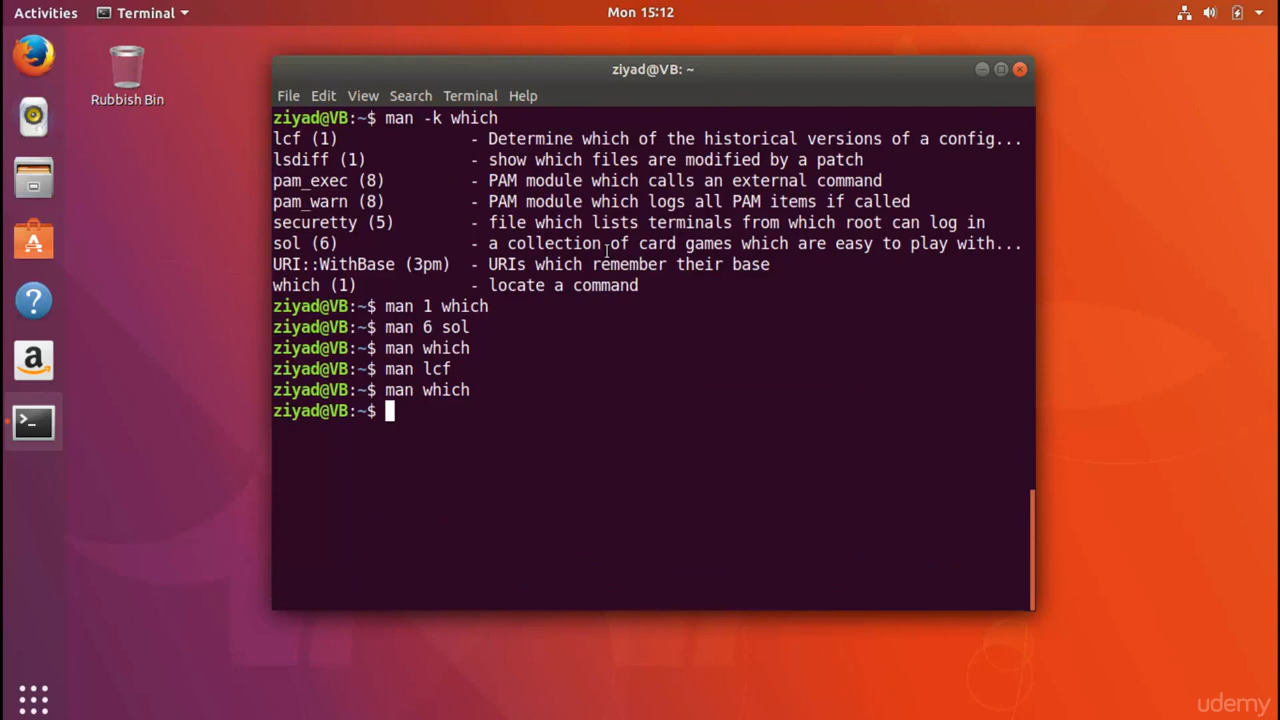 Activities Terminal Mon 15:12
Rubbish Bin
ziyad@VB: ~
File Edit View Search Terminal Help
ziyad@VB:~$ man -k which
lcf (1) - Determine which of the historical versions of a config...
lsdiff (1) - show which files are modified by a patch
pam_exec (8) - PAM module which calls an external command
pam_warn (8) - PAM module which logs all PAM items if called
securetty (5) - file which lists terminals from which root can log in
sol (6) - a collection of card games which are easy to play with...
URI::WithBase (3pm) - URIs which remember their base
which (1) - locate a command
ziyad@VB:~$ man 1 which
ziyad@VB:~$ man 6 sol
ziyad@VB:~$ man which
ziyad@VB:~$ man lcf
ziyad@VB:~$ man which
ziyad@VB:~$
udemy